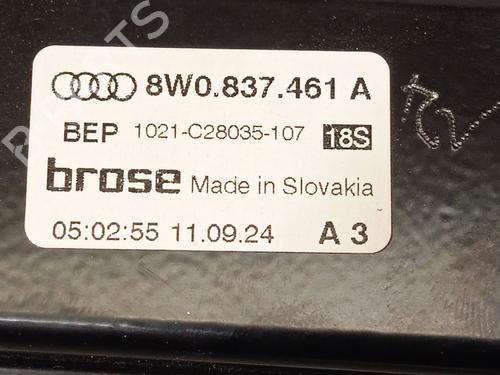 8W0.837.461 A
BEP 1021-C28035-107 18S
brose Made in Slovakia
05:02:55 11.09.24 A 3